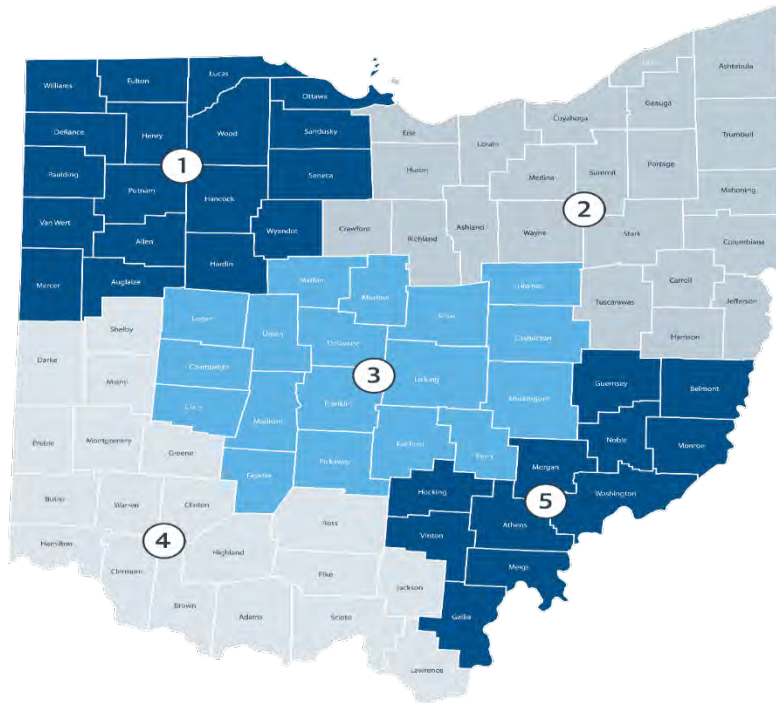 Williams
Fulton
Lucas
Ottawa
Defiance
Henry
Wood
Sandusky
Paulding
1
Putnam
Hancock
Seneca
Van Wert
Allen
Wyandot
Mercer
Auglaize
Hardin
Ashtabula
Geauga
Cuyahoga
Trumbull
Erie
Lorain
Huron
Medina
Summit
Portage
Mahoning
2
Crawford
Richland
Ashland
Wayne
Stark
Columbiana
Carroll
Tuscarawas
Jefferson
Harrison
Marion
Morrow
Holmes
Logan
Union
Knox
Coshocton
Delaware
Champaign
3
Licking
Clark
Madison
Franklin
Muskingum
Fairfield
Perry
Fayette
Pickaway
Shelby
Darke
Miami
Preble
Montgomery
Greene
Butler
Warren
Clinton
Ross
Hamilton
4
Highland
Clermont
Pike
Jackson
Brown
Adams
Scioto
Lawrence
Guernsey
Belmont
Noble
Monroe
Morgan
Hocking
5
Washington
Athens
Vinton
Meigs
Gallia